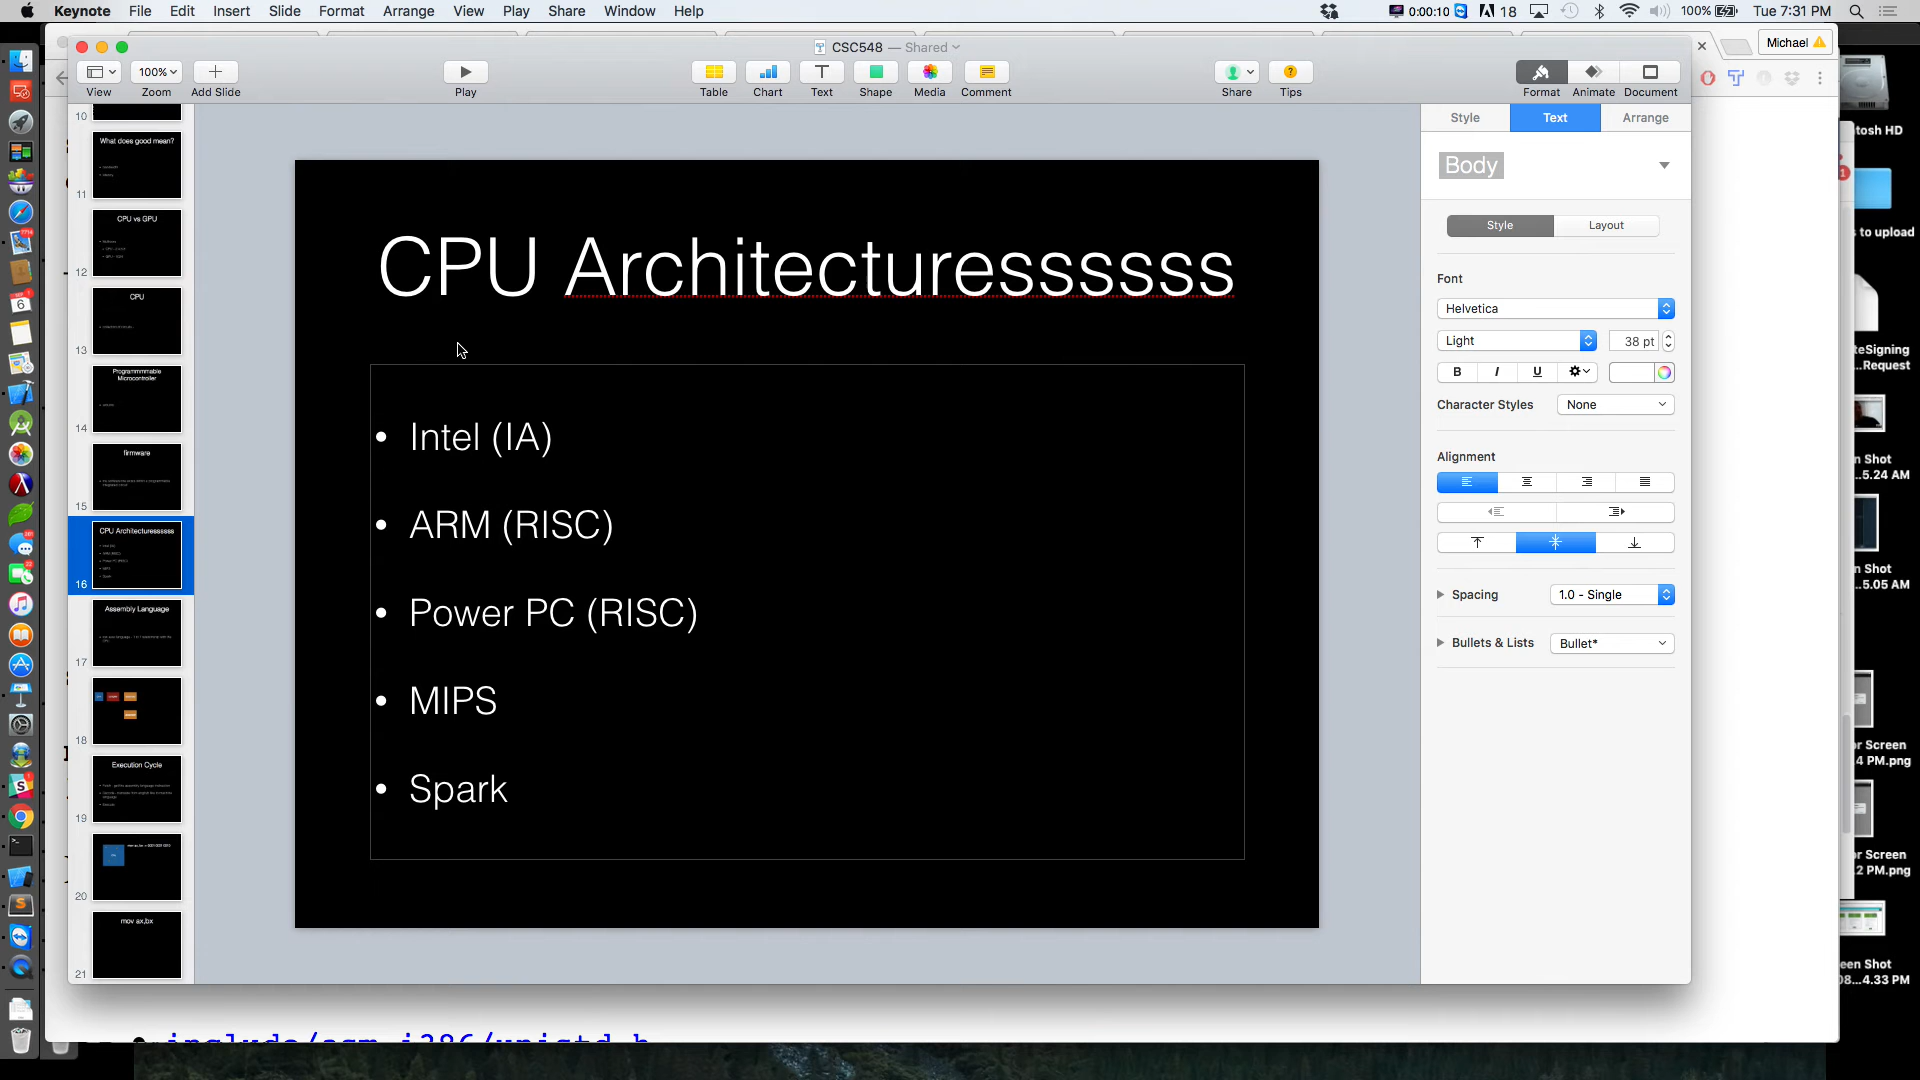 Keynote File Edit Insert Slide Format Arrange View Play Share Window Help
0:00:10 18 100% Tue 7:31 PM
CSC548 — Shared
Michael
100%
View Zoom Add Slide Play Table Chart Text Shape Media Comment Share Tips Format Animate Document
Style Text Arrange
Body
Style Layout
Font
Helvetica
Light 38 pt
B I U
Character Styles None
Alignment
Spacing 1.0 - Single
Bullets & Lists Bullet*
10
What does good mean?
11
CPU vs GPU
12
CPU
13
Programmmable
Microcontroller
14
firmware
15
CPU Architecturessssss
16
Assembly Language
17
18
Execution Cycle
19
20
mov ax,bx
21
CPU Architecturessssss
• Intel (IA)
• ARM (RISC)
• Power PC (RISC)
• MIPS
• Spark
tosh HD
s to upload
eSigning
...Request
n Shot
...5.24 AM
n Shot
...5.05 AM
or Screen
4 PM.png
or Screen
2 PM.png
een Shot
08...4.33 PM
include/asm-i386/unistd.h